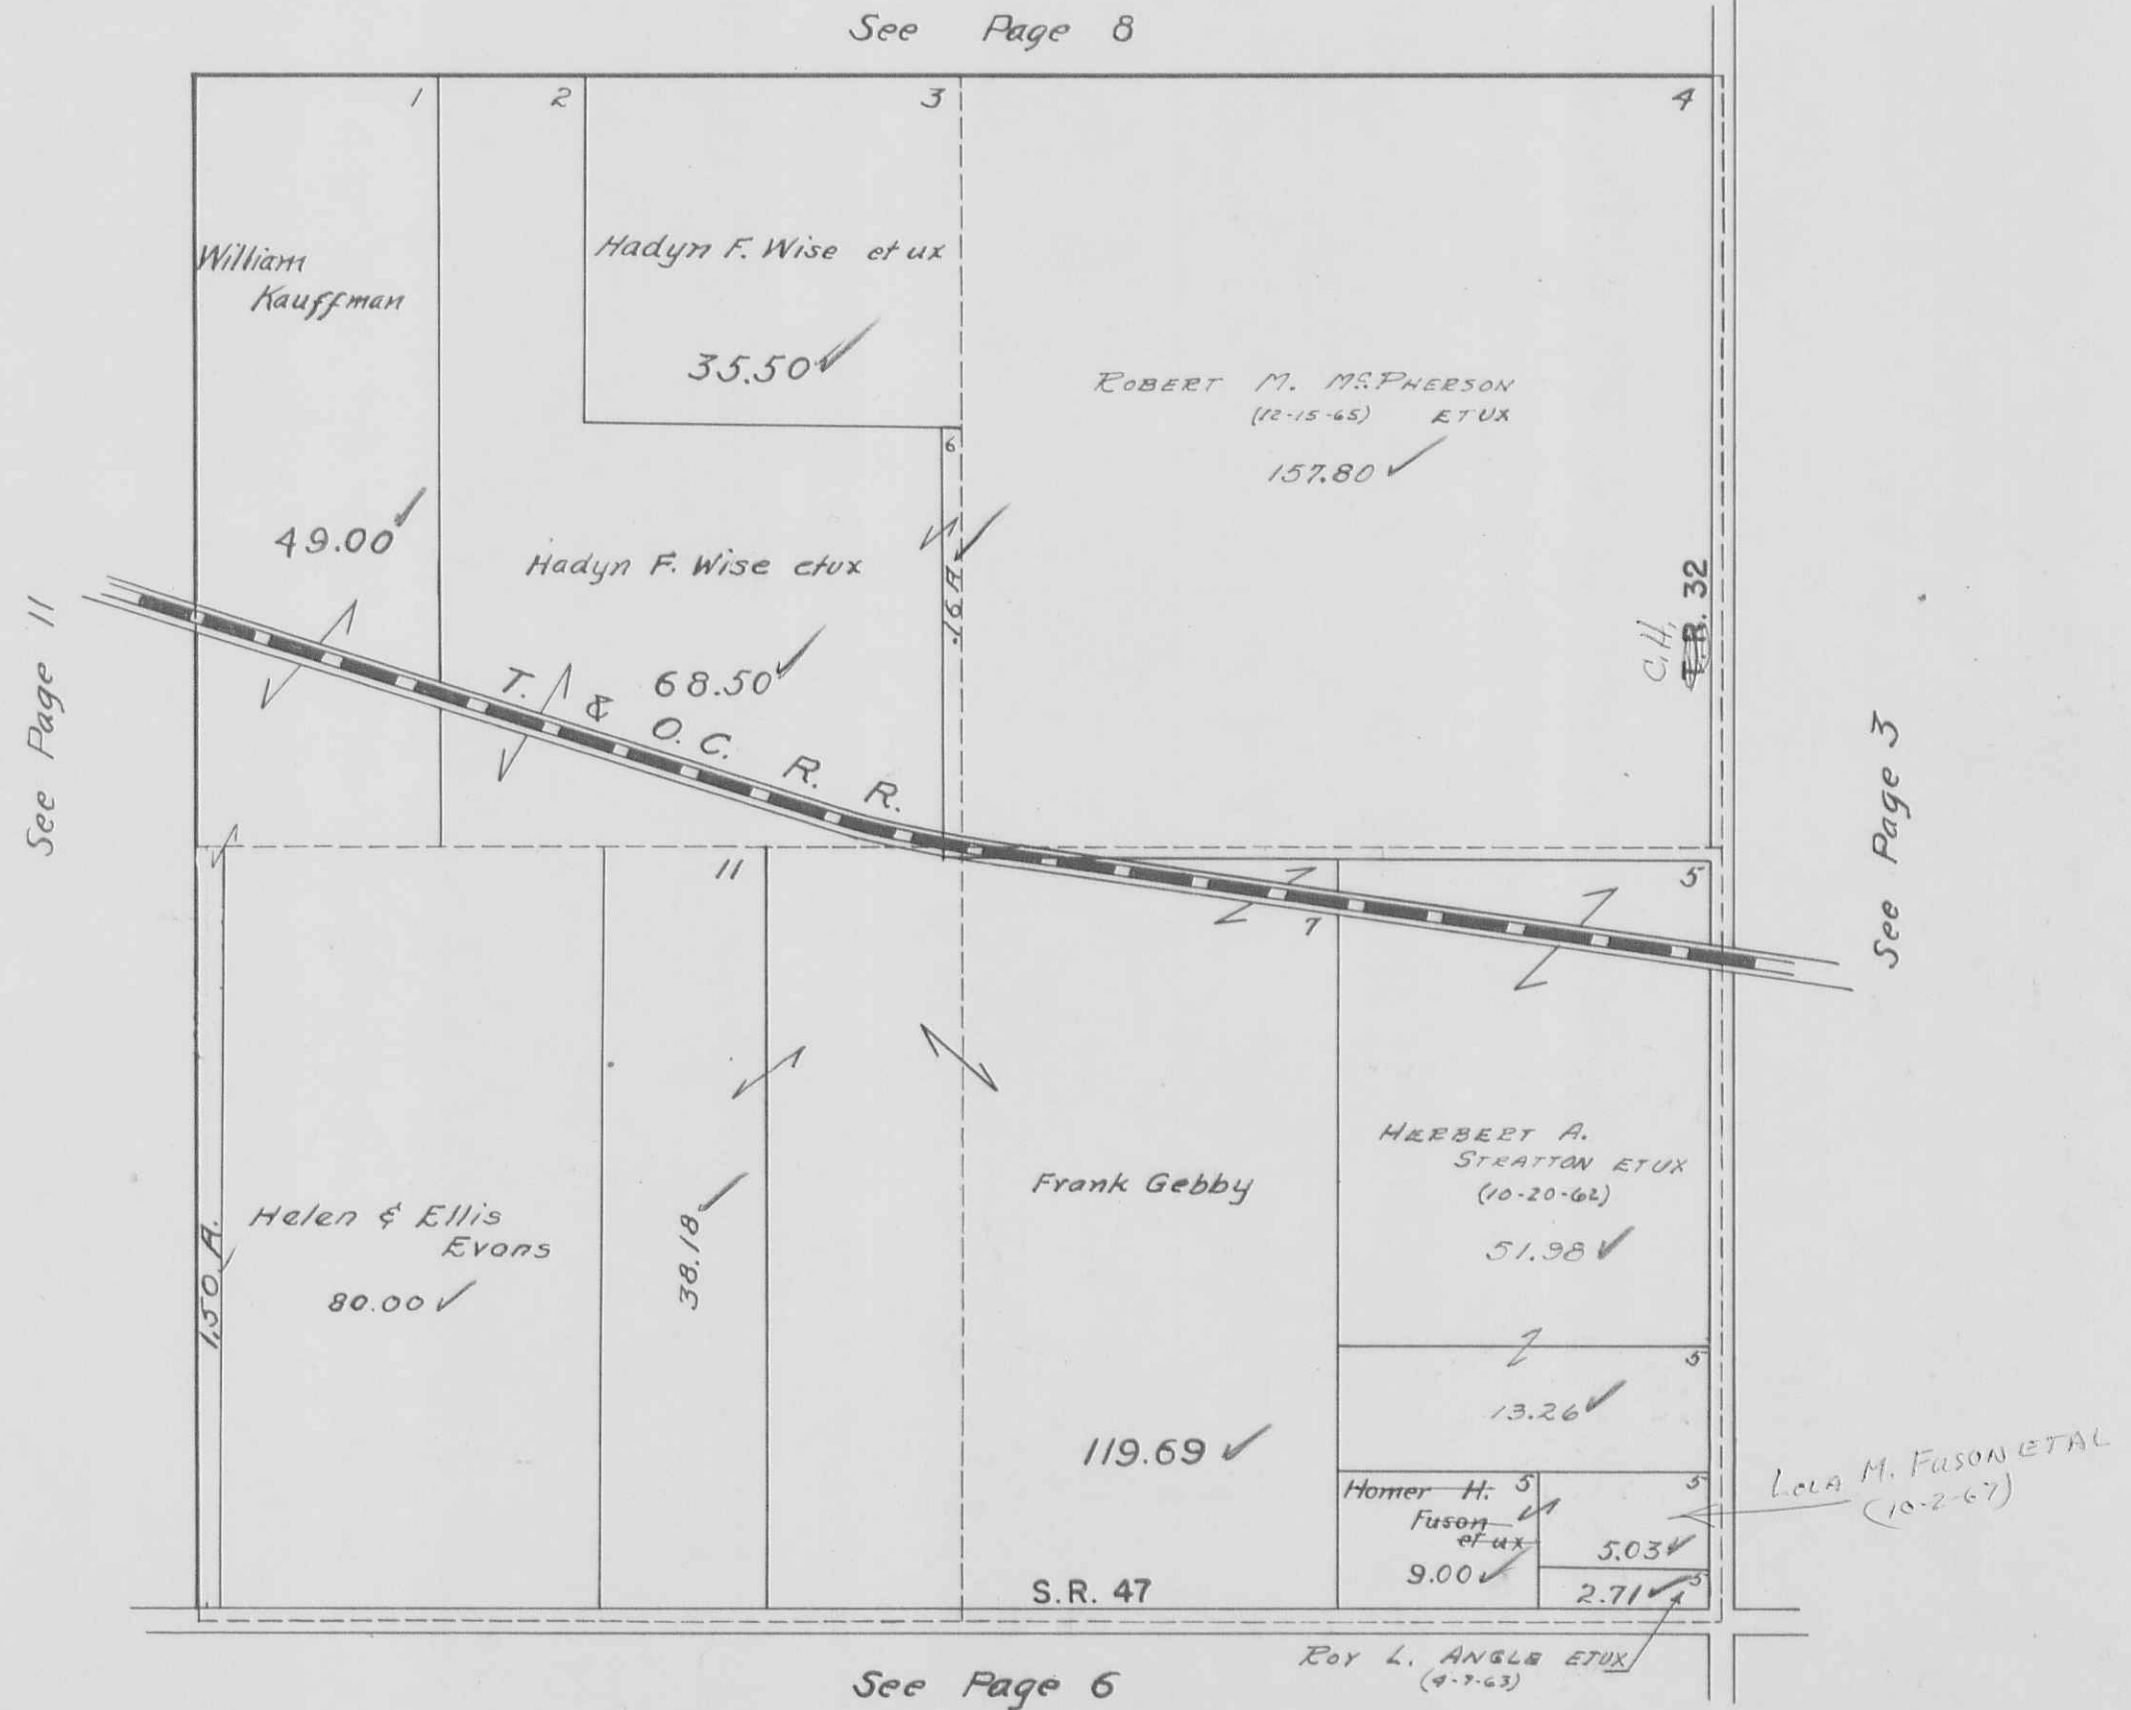 See Page 8
1
2
3
4
William
Kauffman
49.00
Hadyn F. Wise et ux
35.50
ROBERT M. McPHERSON
(12-15-65) ETUX
157.80
6
.16 A
Hadyn F. Wise etux
68.50
T. & O. C. R. R.
C.H.
T.R. 32
See Page 11
See Page 3
11
7
5
Helen & Ellis
Evans
80.00
1.50 A.
38.18
Frank Gebby
119.69
HERBERT A.
STRATTON ETUX
(10-20-62)
51.98
5
13.26
Homer H.
Fuson
et ux
5
9.00
5
5.03
LOLA M. FUSON ETAL
(10-2-67)
5
2.71
S.R. 47
ROY L. ANGLE ETUX
(4-9-63)
See Page 6